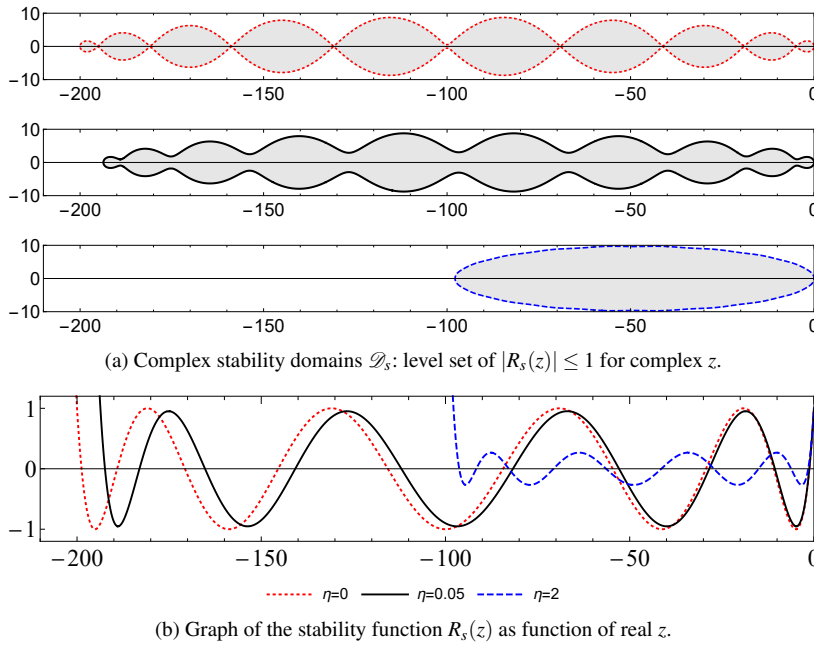 10
0
−10
−200 −150 −100 −50 0
10
0
−10
−200 −150 −100 −50 0
10
0
−10
−200 −150 −100 −50 0
(a) Complex stability domains 𝒟ₛ: level set of |Rₛ(z)| ≤ 1 for complex z.
1
0
−1
−200 −150 −100 −50 0
η=0 η=0.05 η=2
(b) Graph of the stability function Rₛ(z) as function of real z.